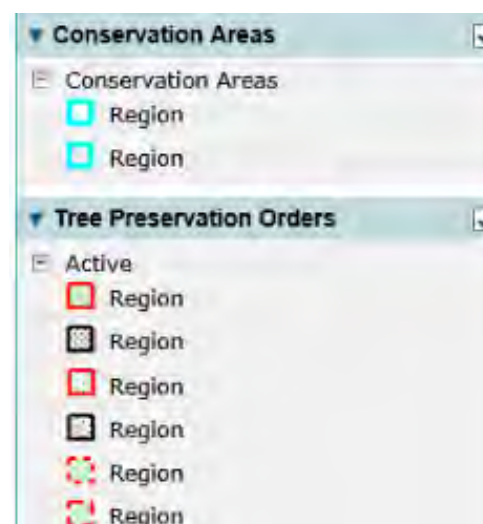 Conservation Areas
Conservation Areas
Region
Region
Tree Preservation Orders
Active
Region
Region
Region
Region
Region
Region